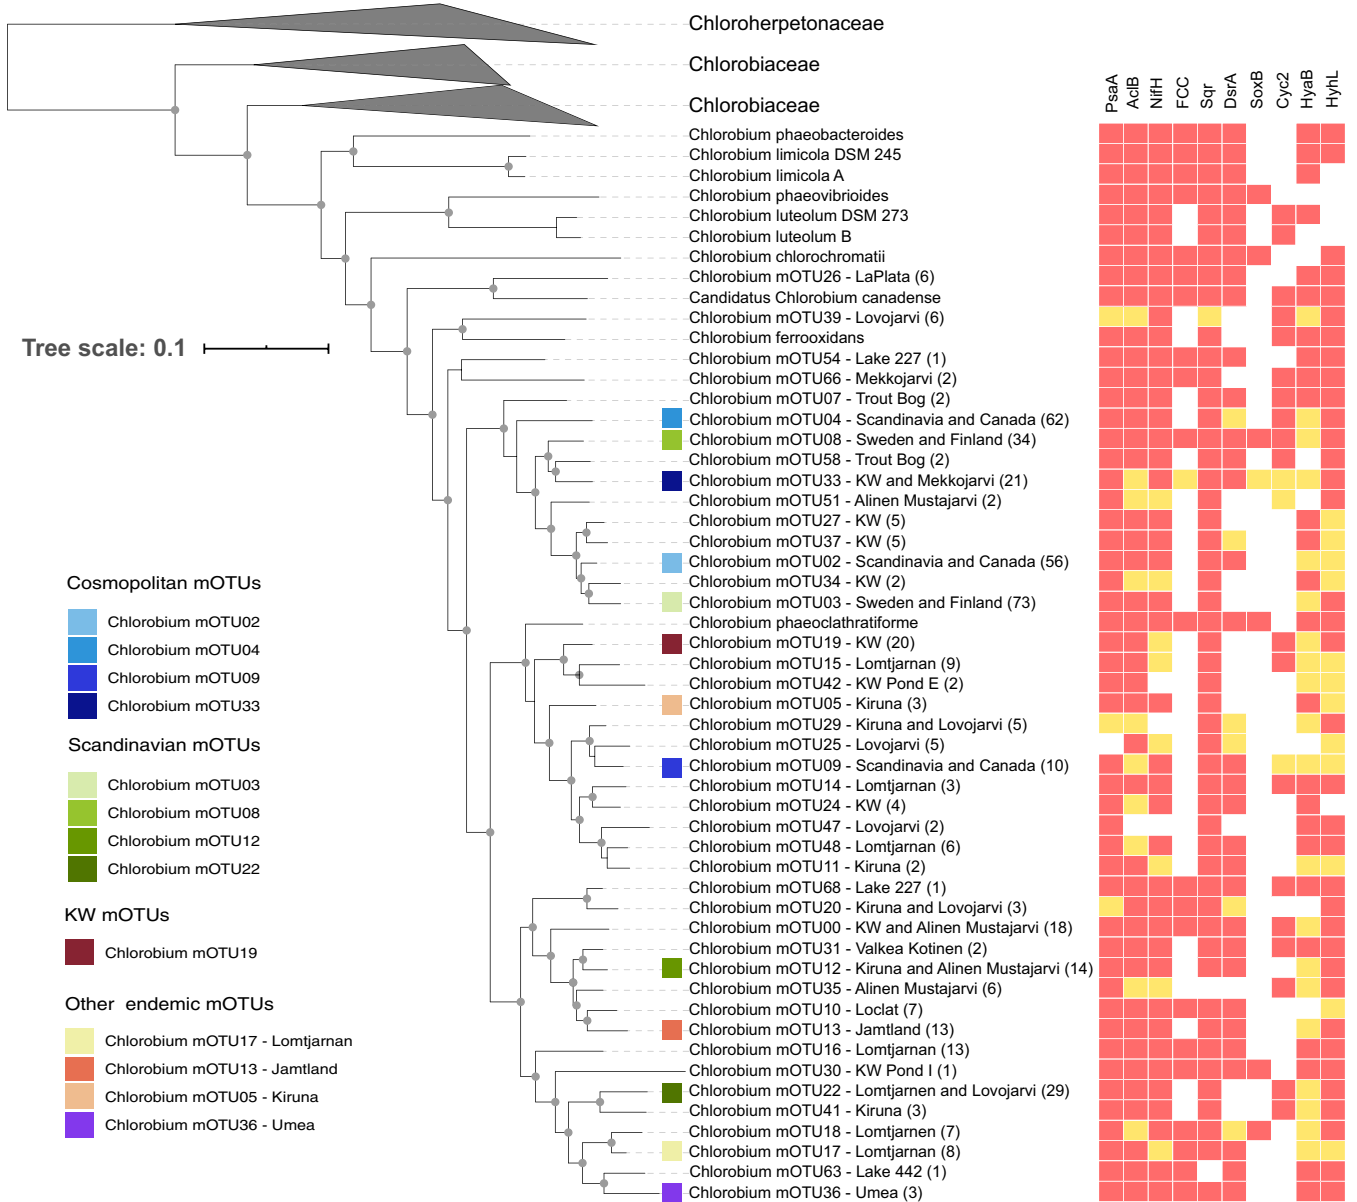 Chloroherpetonaceae
Chlorobiaceae
Chlorobiaceae
PsaA
AclB
NifH
FCC
Sqr
DsrA
SoxB
Cyc2
HyaB
HyhL
Chlorobium phaeobacteroides
Chlorobium limicola DSM 245
Chlorobium limicola A
Chlorobium phaeovibrioides
Chlorobium luteolum DSM 273
Chlorobium luteolum B
Chlorobium chlorochromatii
Chlorobium mOTU26 - LaPlata (6)
Candidatus Chlorobium canadense
Chlorobium mOTU39 - Lovojarvi (6)
Chlorobium ferrooxidans
Chlorobium mOTU54 - Lake 227 (1)
Chlorobium mOTU66 - Mekkojarvi (2)
Chlorobium mOTU07 - Trout Bog (2)
Chlorobium mOTU04 - Scandinavia and Canada (62)
Chlorobium mOTU08 - Sweden and Finland (34)
Chlorobium mOTU58 - Trout Bog (2)
Chlorobium mOTU33 - KW and Mekkojarvi (21)
Chlorobium mOTU51 - Alinen Mustajarvi (2)
Chlorobium mOTU27 - KW (5)
Chlorobium mOTU37 - KW (5)
Chlorobium mOTU02 - Scandinavia and Canada (56)
Chlorobium mOTU34 - KW (2)
Chlorobium mOTU03 - Sweden and Finland (73)
Chlorobium phaeoclathratiforme
Chlorobium mOTU19 - KW (20)
Chlorobium mOTU15 - Lomtjarnan (9)
Chlorobium mOTU42 - KW Pond E (2)
Chlorobium mOTU05 - Kiruna (3)
Chlorobium mOTU29 - Kiruna and Lovojarvi (5)
Chlorobium mOTU25 - Lovojarvi (5)
Chlorobium mOTU09 - Scandinavia and Canada (10)
Chlorobium mOTU14 - Lomtjarnan (3)
Chlorobium mOTU24 - KW (4)
Chlorobium mOTU47 - Lovojarvi (2)
Chlorobium mOTU48 - Lomtjarnan (6)
Chlorobium mOTU11 - Kiruna (2)
Chlorobium mOTU68 - Lake 227 (1)
Chlorobium mOTU20 - Kiruna and Lovojarvi (3)
Chlorobium mOTU00 - KW and Alinen Mustajarvi (18)
Chlorobium mOTU31 - Valkea Kotinen (2)
Chlorobium mOTU12 - Kiruna and Alinen Mustajarvi (14)
Chlorobium mOTU35 - Alinen Mustajarvi (6)
Chlorobium mOTU10 - Loclat (7)
Chlorobium mOTU13 - Jamtland (13)
Chlorobium mOTU16 - Lomtjarnan (13)
Chlorobium mOTU30 - KW Pond I (1)
Chlorobium mOTU22 - Lomtjarnen and Lovojarvi (29)
Chlorobium mOTU41 - Kiruna (3)
Chlorobium mOTU18 - Lomtjarnen (7)
Chlorobium mOTU17 - Lomtjarnan (8)
Chlorobium mOTU63 - Lake 442 (1)
Chlorobium mOTU36 - Umea (3)
Tree scale: 0.1
Cosmopolitan mOTUs
Chlorobium mOTU02
Chlorobium mOTU04
Chlorobium mOTU09
Chlorobium mOTU33
Scandinavian mOTUs
Chlorobium mOTU03
Chlorobium mOTU08
Chlorobium mOTU12
Chlorobium mOTU22
KW mOTUs
Chlorobium mOTU19
Other endemic mOTUs
Chlorobium mOTU17 - Lomtjarnan
Chlorobium mOTU13 - Jamtland
Chlorobium mOTU05 - Kiruna
Chlorobium mOTU36 - Umea